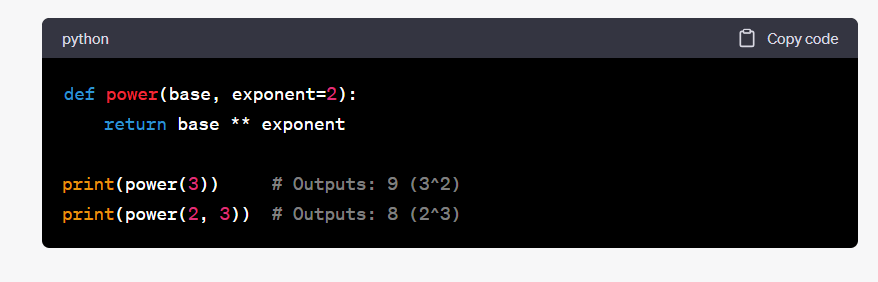 python Copy code
def power(base, exponent=2):
    return base ** exponent
print(power(3))     # Outputs: 9 (3^2)
print(power(2, 3))  # Outputs: 8 (2^3)